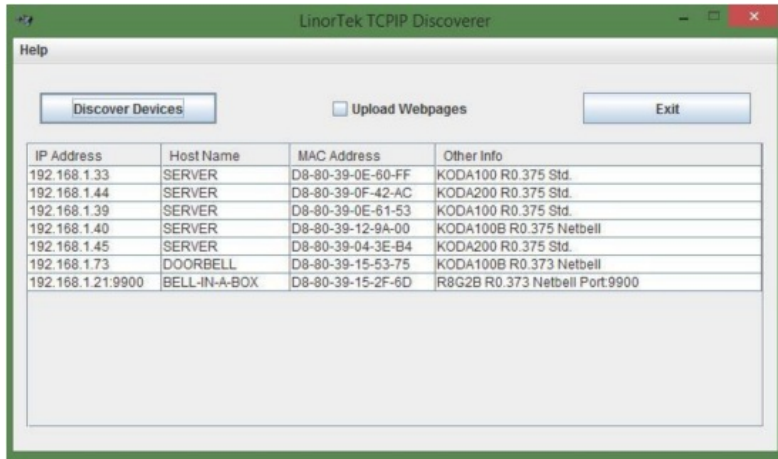 LinorTek TCPIP Discoverer
Help
Discover Devices Upload Webpages Exit
IP Address Host Name MAC Address Other Info
192.168.1.33 SERVER D8-80-39-0E-60-FF KODA100 R0.375 Std.
192.168.1.44 SERVER D8-80-39-0F-42-AC KODA200 R0.375 Std.
192.168.1.39 SERVER D8-80-39-0E-61-53 KODA100 R0.375 Std.
192.168.1.40 SERVER D8-80-39-12-9A-00 KODA100B R0.375 Netbell
192.168.1.45 SERVER D8-80-39-04-3E-B4 KODA200 R0.375 Std.
192.168.1.73 DOORBELL D8-80-39-15-53-75 KODA100B R0.373 Netbell
192.168.1.21:9900 BELL-IN-A-BOX D8-80-39-15-2F-6D R8G2B R0.373 Netbell Port:9900